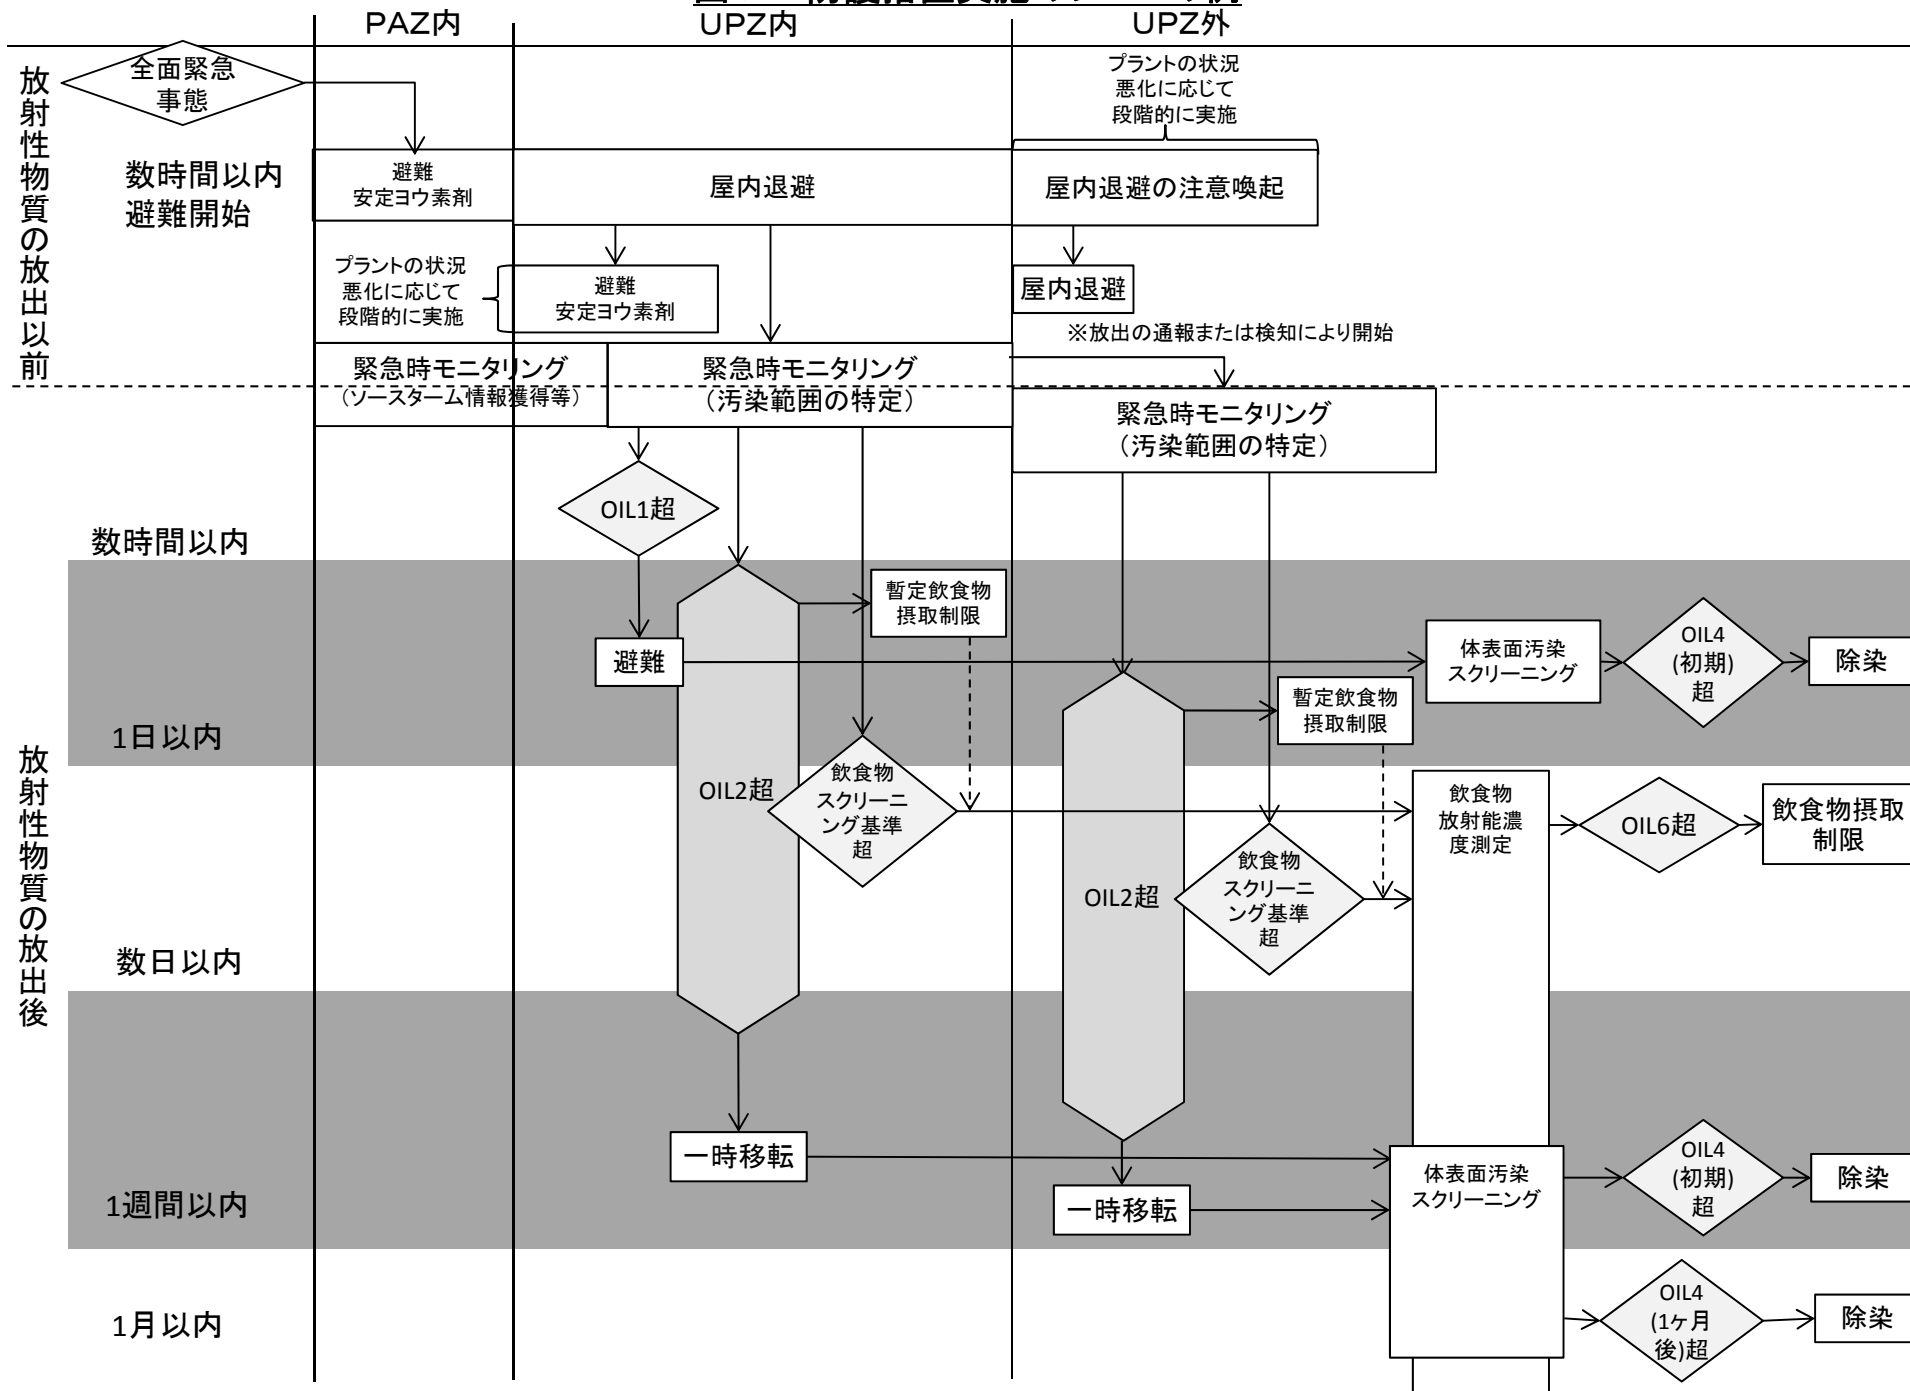 PAZ内
UPZ内
UPZ外
放射性物質の放出以前
全面緊急
事態
プラントの状況
悪化に応じて
段階的に実施
数時間以内
避難開始
避難
安定ヨウ素剤
屋内退避
屋内退避の注意喚起
プラントの状況
悪化に応じて
段階的に実施
避難
安定ヨウ素剤
屋内退避
※放出の通報または検知により開始
緊急時モニタリング
（ソースターム情報獲得等）
緊急時モニタリング
（汚染範囲の特定）
緊急時モニタリング
（汚染範囲の特定）
放射性物質の放出後
OIL1超
数時間以内
暫定飲食物
摂取制限
避難
体表面汚染
スクリーニング
OIL4
(初期)
超
除染
暫定飲食物
摂取制限
1日以内
OIL2超
飲食物
スクリーニ
ング基準
超
飲食物
放射能濃
度測定
OIL6超
飲食物摂取
制限
OIL2超
飲食物
スクリーニ
ング基準
超
数日以内
一時移転
体表面汚染
スクリーニング
OIL4
(初期)
超
除染
一時移転
1週間以内
1月以内
OIL4
(1ヶ月
後)超
除染